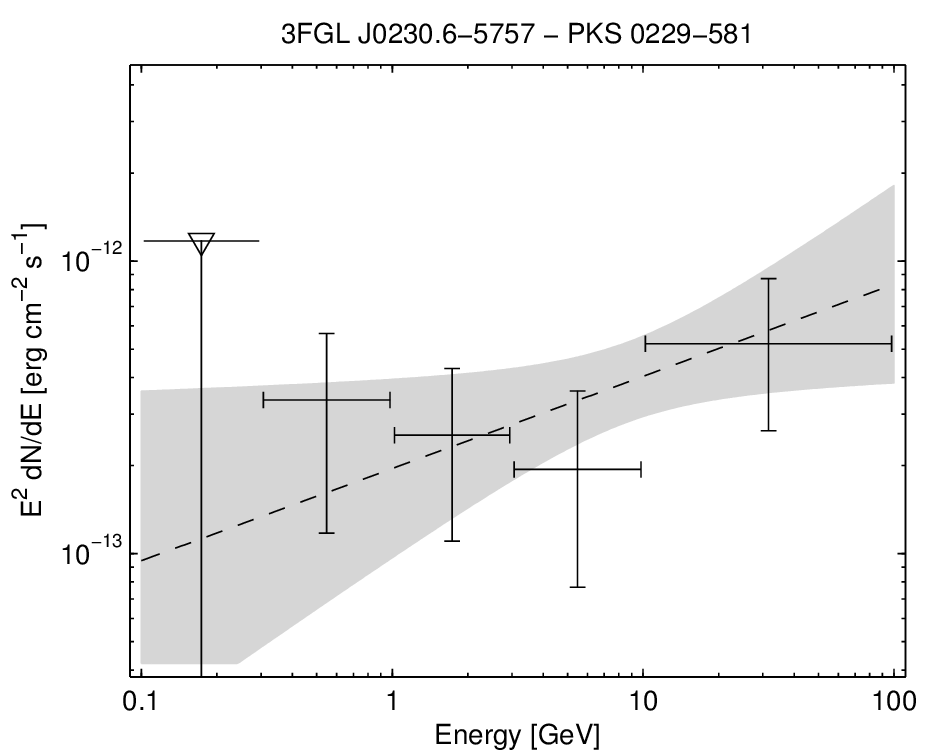 3FGL J0230.6−5757 − PKS 0229−581
E² dN/dE [erg cm⁻² s⁻¹]
10⁻¹²
10⁻¹³
0.1 1 10 100
Energy [GeV]